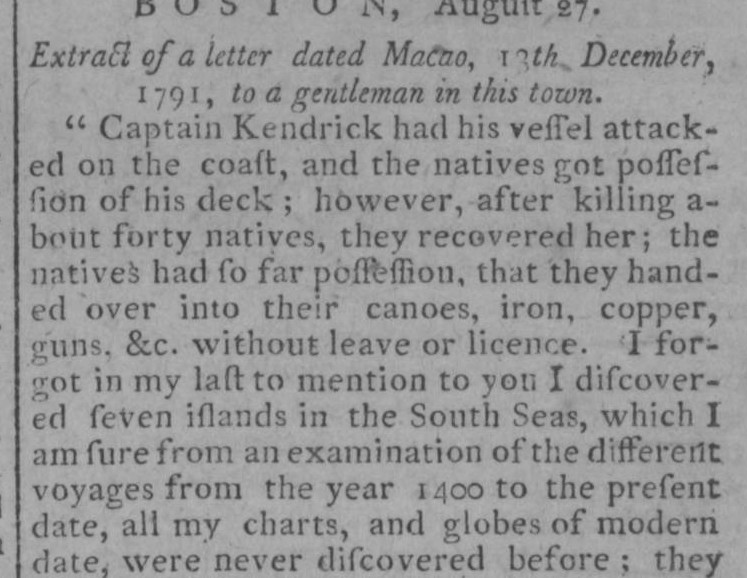 BOSTON, Auguſt 27.
Extract of a letter dated Macao, 13th December,
1791, to a gentleman in this town.
“ Captain Kendrick had his veſſel attack-
ed on the coaſt, and the natives got poſſeſ-
ſion of his deck ; however, after killing a-
bout forty natives, they recovered her ; the
natives had ſo far poſſeſſion, that they hand-
ed over into their canoes, iron, copper,
guns, &c. without leave or licence. I for-
got in my laſt to mention to you I diſcover-
ed ſeven iſlands in the South Seas, which I
am ſure from an examination of the different
voyages from the year 1400 to the preſent
date, all my charts, and globes of modern
date, were never diſcovered before ; they